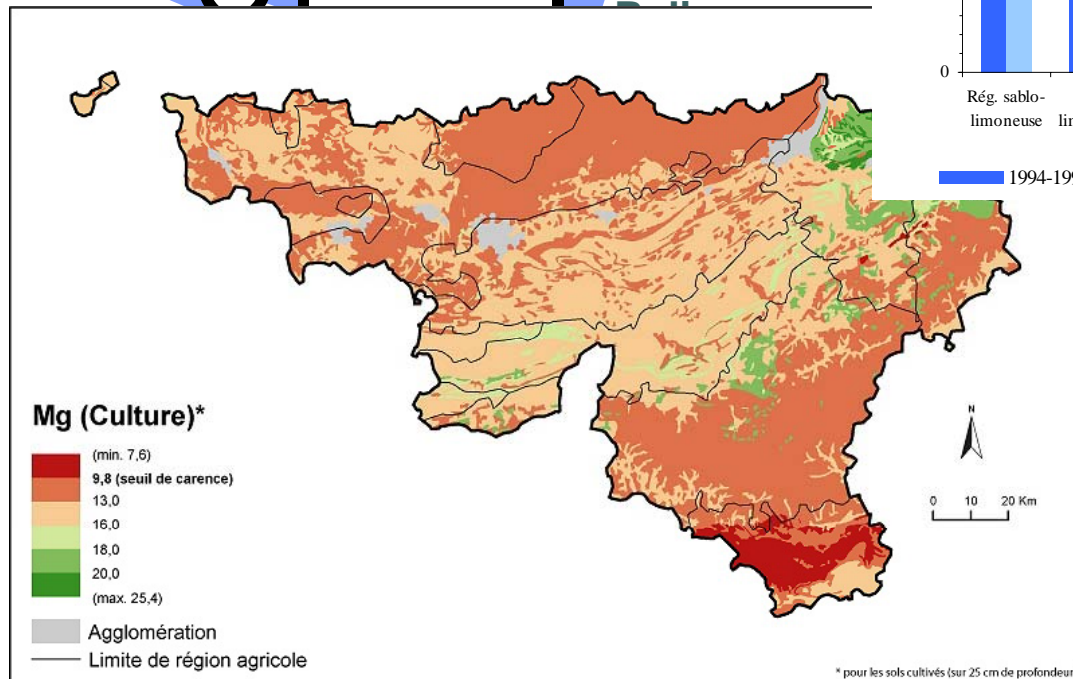 0
Rég. sablo-
limoneuse
1994-199
Mg (Culture)*
(min. 7,6)
9,8 (seuil de carence)
13,0
16,0
18,0
20,0
(max. 25,4)
Agglomération
Limite de région agricole
N
0 10 20 Km
* pour les sols cultivés (sur 25 cm de profondeur